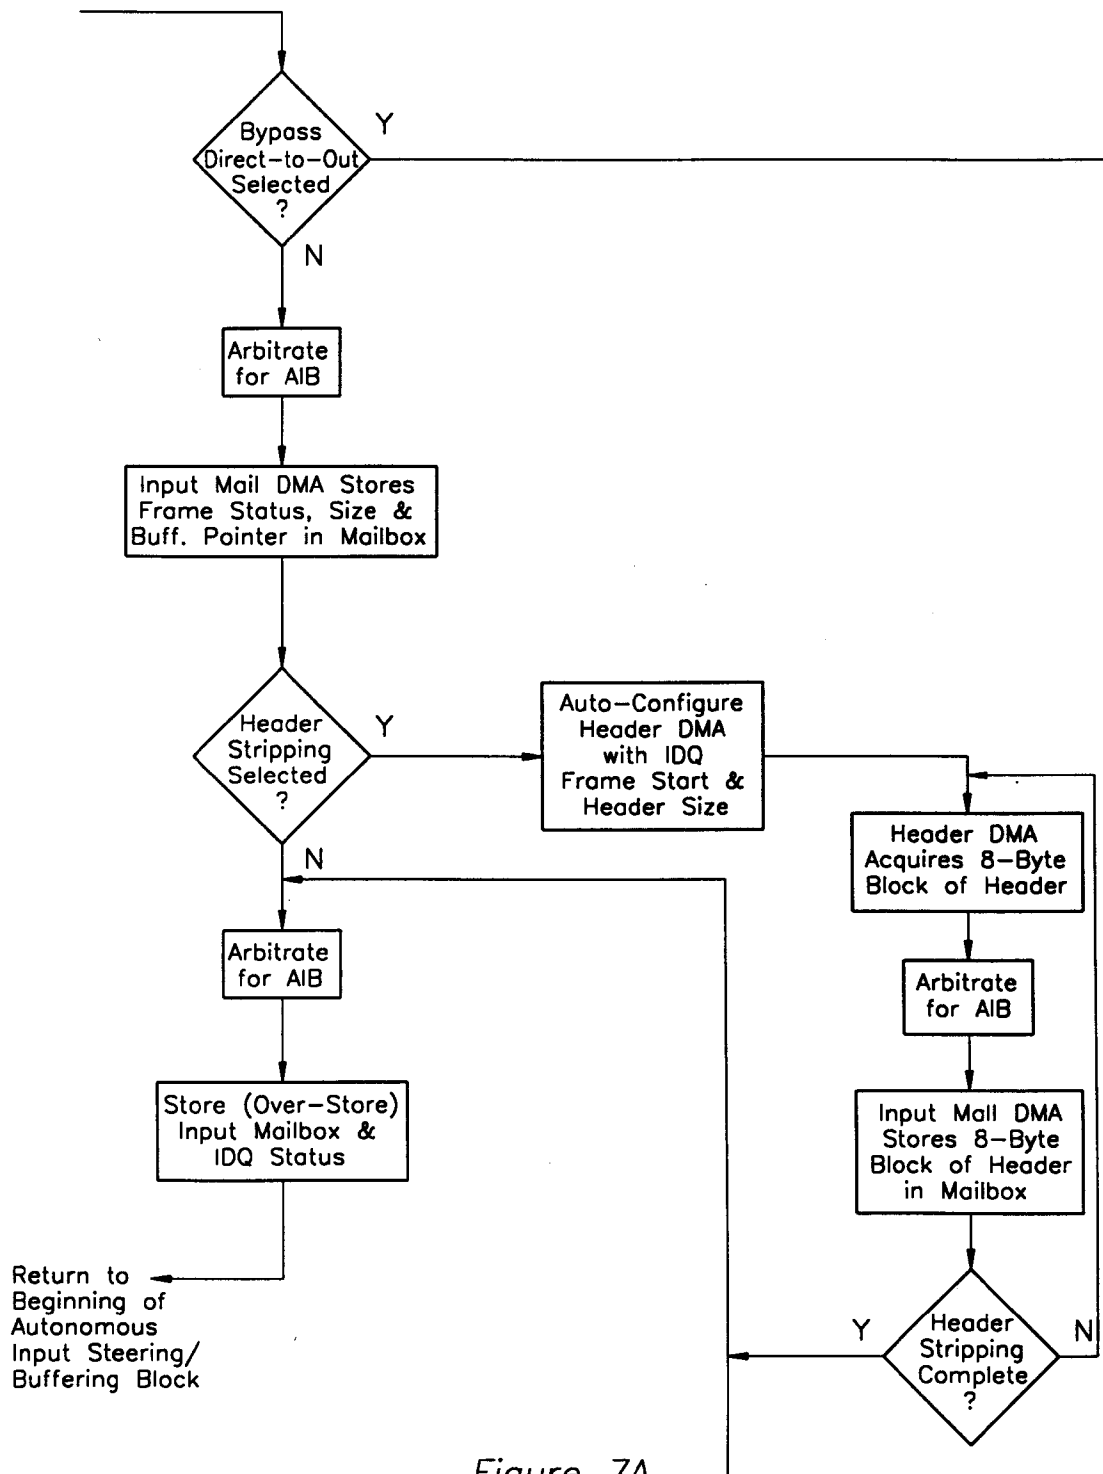 Bypass
Direct-to-Out
Selected
?
Y
N
Arbitrate
for AIB
Input Mail DMA Stores
Frame Status, Size &
Buff. Pointer in Mailbox
Header
Stripping
Selected
?
Y
N
Auto-Configure
Header DMA
with IDQ
Frame Start &
Header Size
Header DMA
Acquires 8-Byte
Block of Header
Arbitrate
for AIB
Input Mail DMA
Stores 8-Byte
Block of Header
in Mailbox
Header
Stripping
Complete
?
Y
N
Arbitrate
for AIB
Store (Over-Store)
Input Mailbox &
IDQ Status
Return to
Beginning of
Autonomous
Input Steering/
Buffering Block
Figure 7A